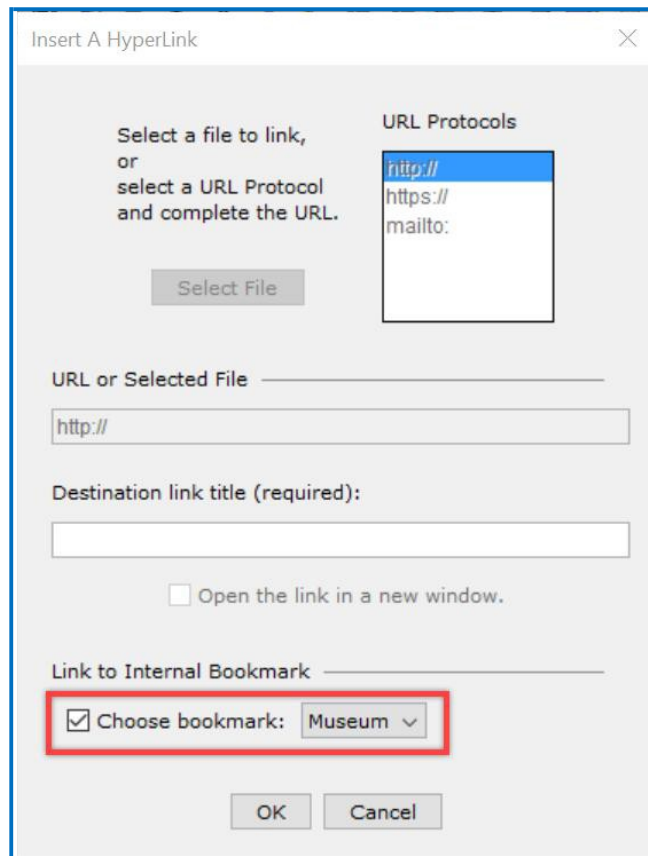 Insert A HyperLink
Select a file to link,
or
select a URL Protocol
and complete the URL.
Select File
URL Protocols
http://
https://
mailto:
URL or Selected File
http://
Destination link title (required):
Open the link in a new window.
Link to Internal Bookmark
Choose bookmark: Museum
OK Cancel